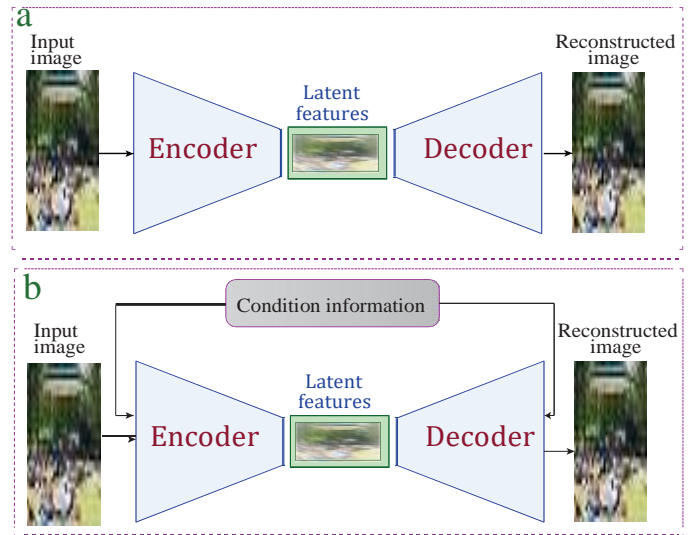 a
Input
image
Reconstructed
image
Latent
features
Encoder
Decoder
b
Condition information
Input
image
Reconstructed
image
Latent
features
Encoder
Decoder